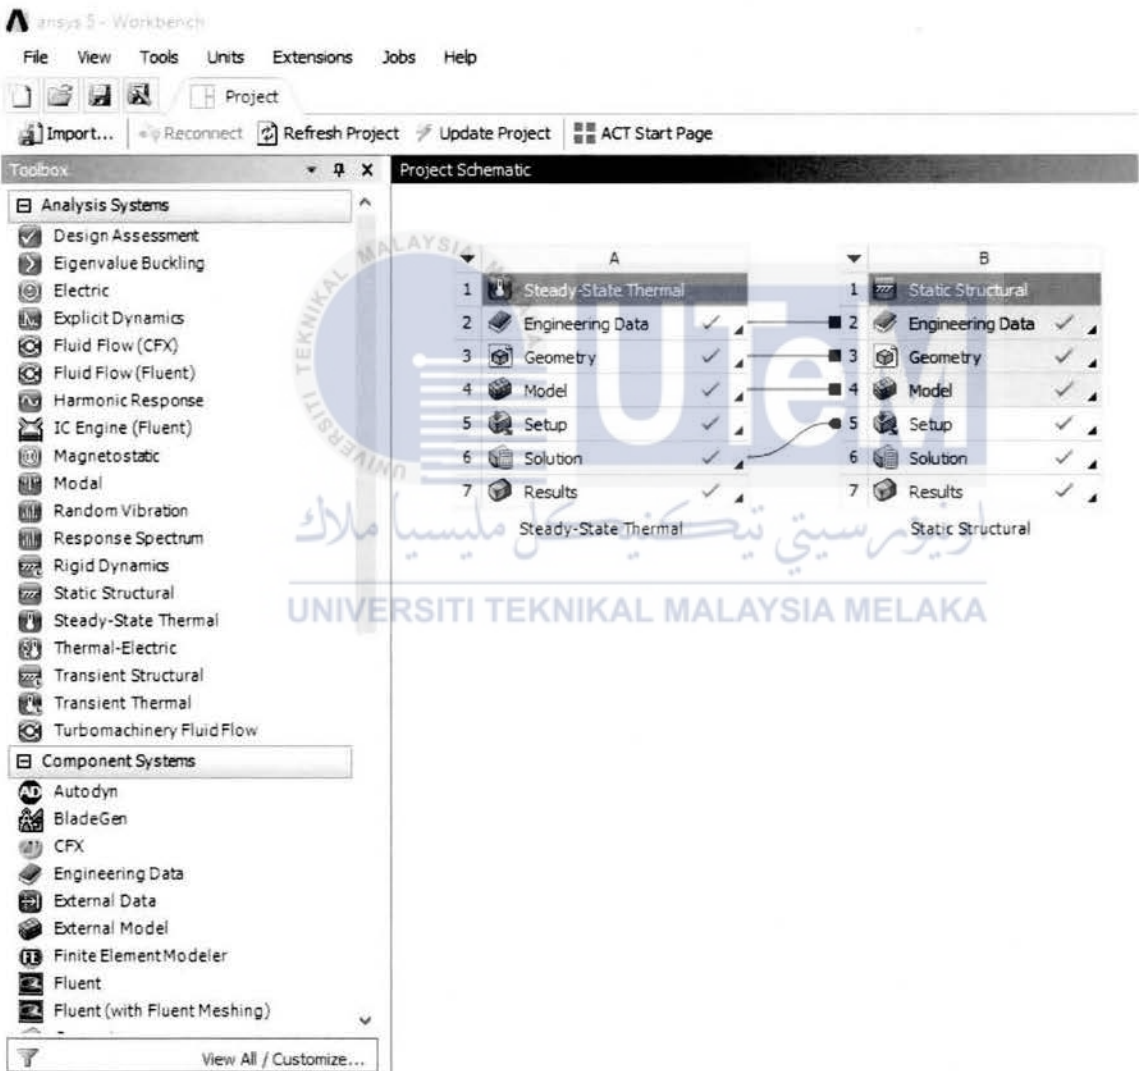 ansys 5 - Workbench
File View Tools Units Extensions Jobs Help
Project
Import... Reconnect Refresh Project Update Project ACT Start Page
Toolbox
Project Schematic
Analysis Systems
Design Assessment
Eigenvalue Buckling
Electric
Explicit Dynamics
Fluid Flow (CFX)
Fluid Flow (Fluent)
Harmonic Response
IC Engine (Fluent)
Magnetostatic
Modal
Random Vibration
Response Spectrum
Rigid Dynamics
Static Structural
Steady-State Thermal
Thermal-Electric
Transient Structural
Transient Thermal
Turbomachinery Fluid Flow
Component Systems
Autodyn
BladeGen
CFX
Engineering Data
External Data
External Model
Finite Element Modeler
Fluent
Fluent (with Fluent Meshing)
View All / Customize...
A
1 Steady-State Thermal
2 Engineering Data
3 Geometry
4 Model
5 Setup
6 Solution
7 Results
Steady-State Thermal
B
1 Static Structural
2 Engineering Data
3 Geometry
4 Model
5 Setup
6 Solution
7 Results
Static Structural
TEKNIKAL MALAYSIA
UTeM
اونيۏرسيتي تيكنيكل مليسيا ملاك
UNIVERSITI TEKNIKAL MALAYSIA MELAKA